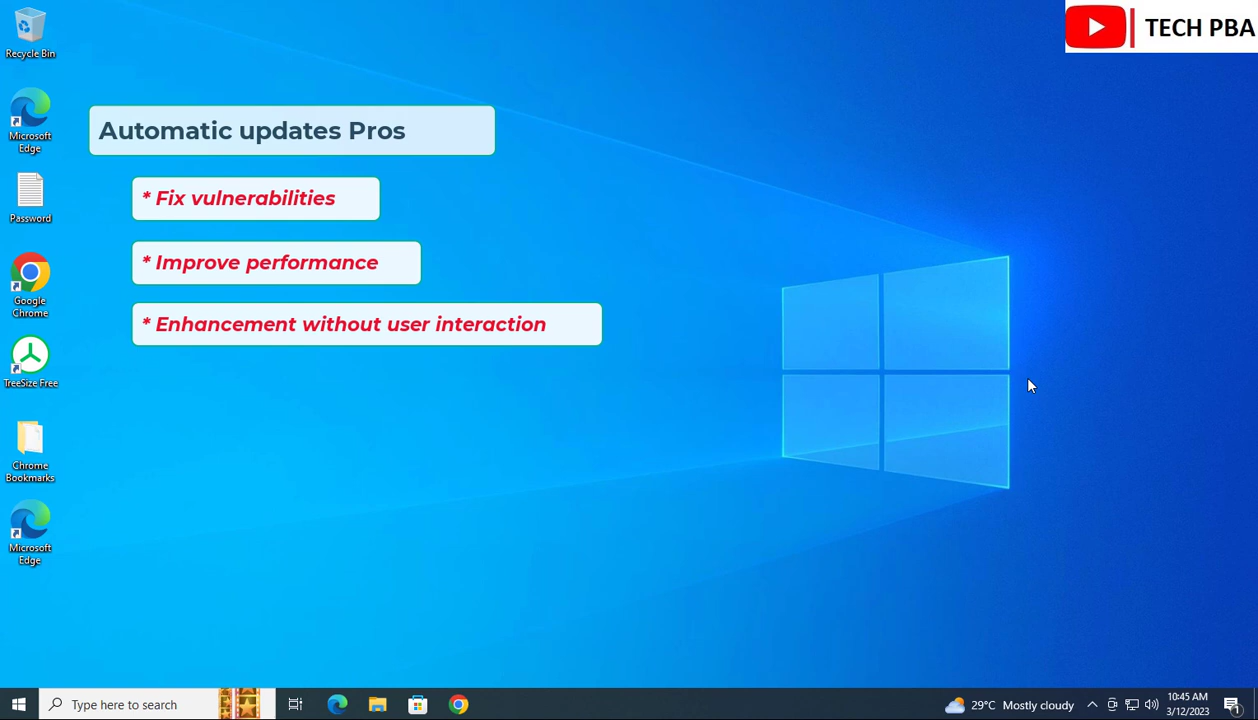 TECH PBA
Recycle Bin
Microsoft
Edge
Password
Google
Chrome
TreeSize Free
Chrome
Bookmarks
Microsoft
Edge
Automatic updates Pros
* Fix vulnerabilities
* Improve performance
* Enhancement without user interaction
Type here to search
29°C Mostly cloudy
10:45 AM
3/12/2023
1